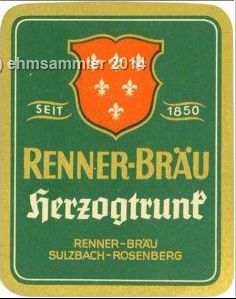 ) ehmsammler 2014
SEIT 1850
RENNER-BRÄU
Herzogtrunk
RENNER-BRÄU
SULZBACH-ROSENBERG